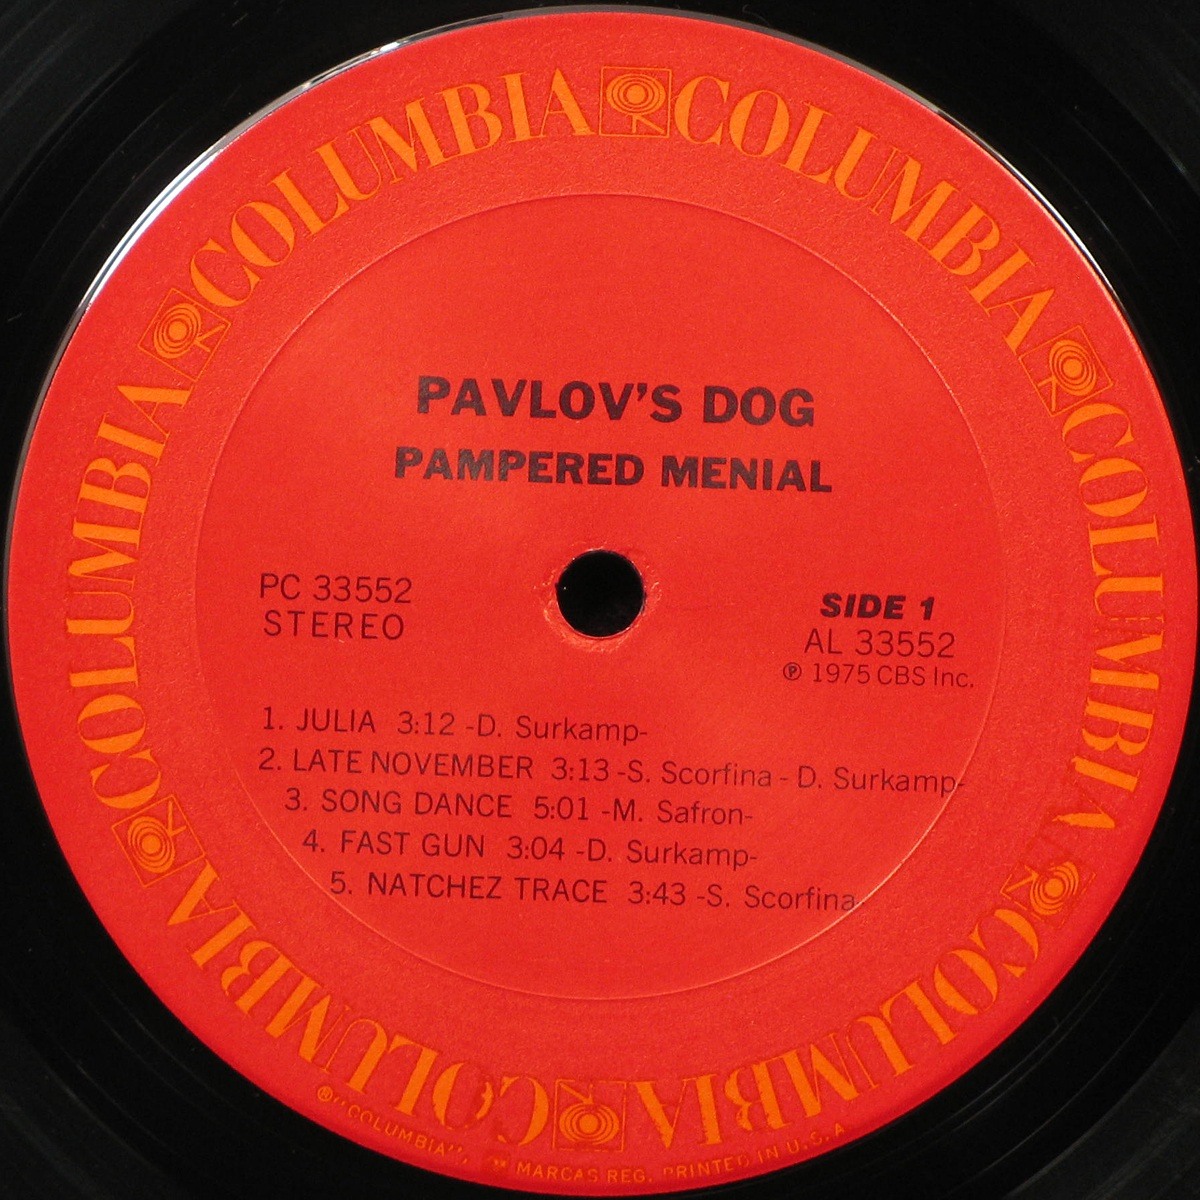 COLUMBIA COLUMBIA COLUMBIA COLUMBIA COLUMBIA COLUMBIA
PAVLOV'S DOG
PAMPERED MENIAL
PC 33552
STEREO
SIDE 1
AL 33552
℗ 1975 CBS Inc.
1. JULIA 3:12 -D. Surkamp-
2. LATE NOVEMBER 3:13 -S. Scorfina - D. Surkamp-
3. SONG DANCE 5:01 -M. Safron-
4. FAST GUN 3:04 -D. Surkamp-
5. NATCHEZ TRACE 3:43 -S. Scorfina-
®"COLUMBIA", MARCAS REG. PRINTED IN U.S.A